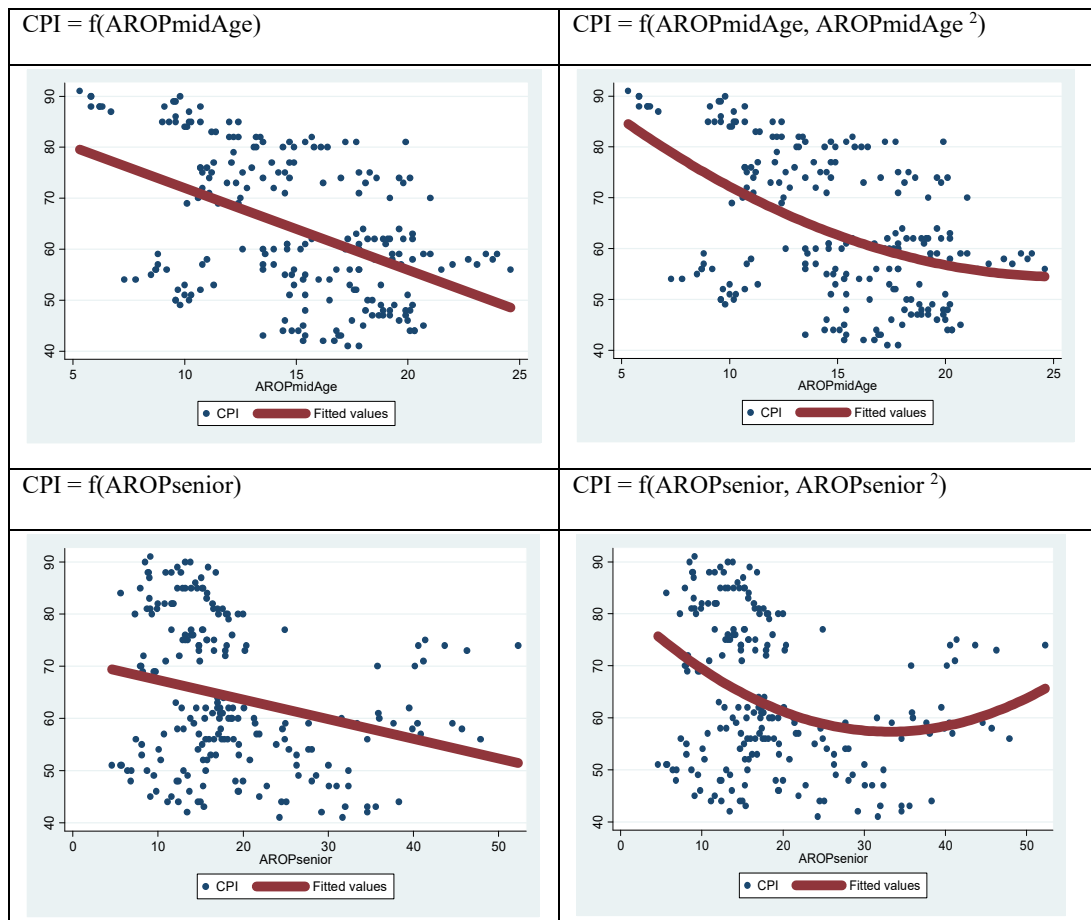 CPI = f(AROPmidAge)
CPI = f(AROPmidAge, AROPmidAge ²)
90
80
70
60
50
40
5 10 15 20 25
AROPmidAge
CPI Fitted values
90
80
70
60
50
40
5 10 15 20 25
AROPmidAge
CPI Fitted values
CPI = f(AROPsenior)
CPI = f(AROPsenior, AROPsenior ²)
90
80
70
60
50
40
0 10 20 30 40 50
AROPsenior
CPI Fitted values
90
80
70
60
50
40
0 10 20 30 40 50
AROPsenior
CPI Fitted values